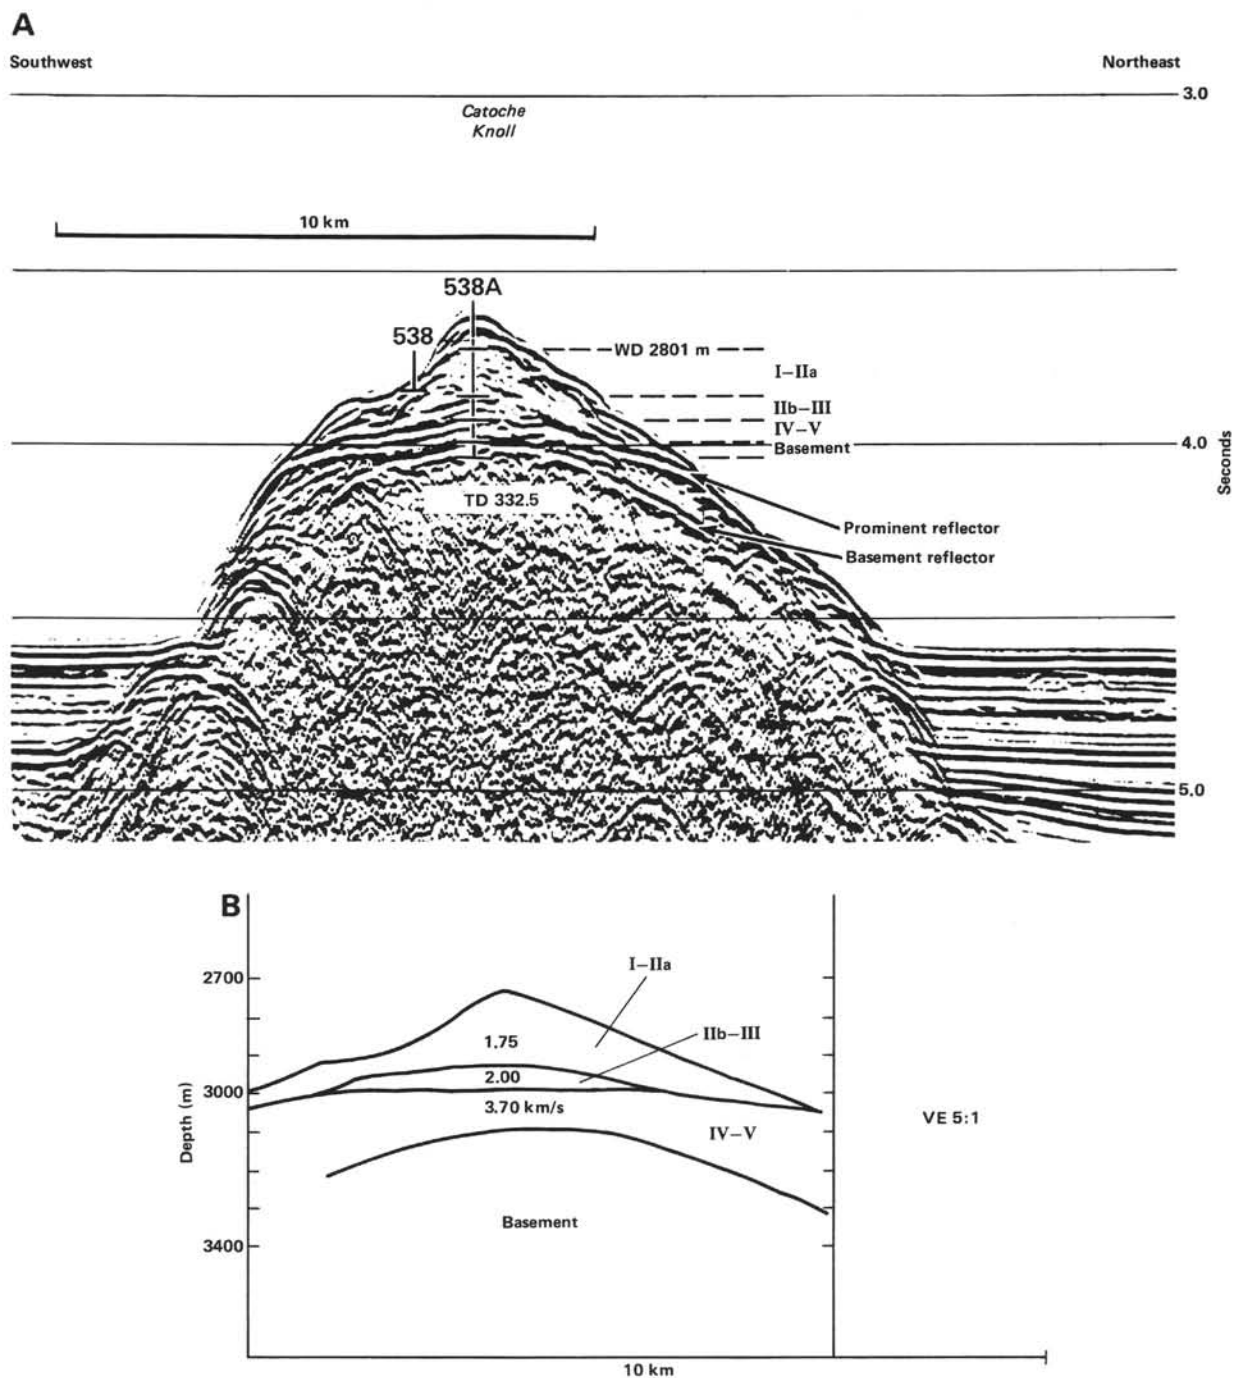 A
Southwest
Northeast
3.0
Catoche
Knoll
10 km
538A
538
WD 2801 m
I–IIa
IIb–III
IV–V
4.0
Basement
Seconds
TD 332.5
Prominent reflector
Basement reflector
5.0
B
2700
I–IIa
IIb–III
1.75
2.00
3000
3.70 km/s
Depth (m)
VE 5:1
IV–V
Basement
3400
10 km